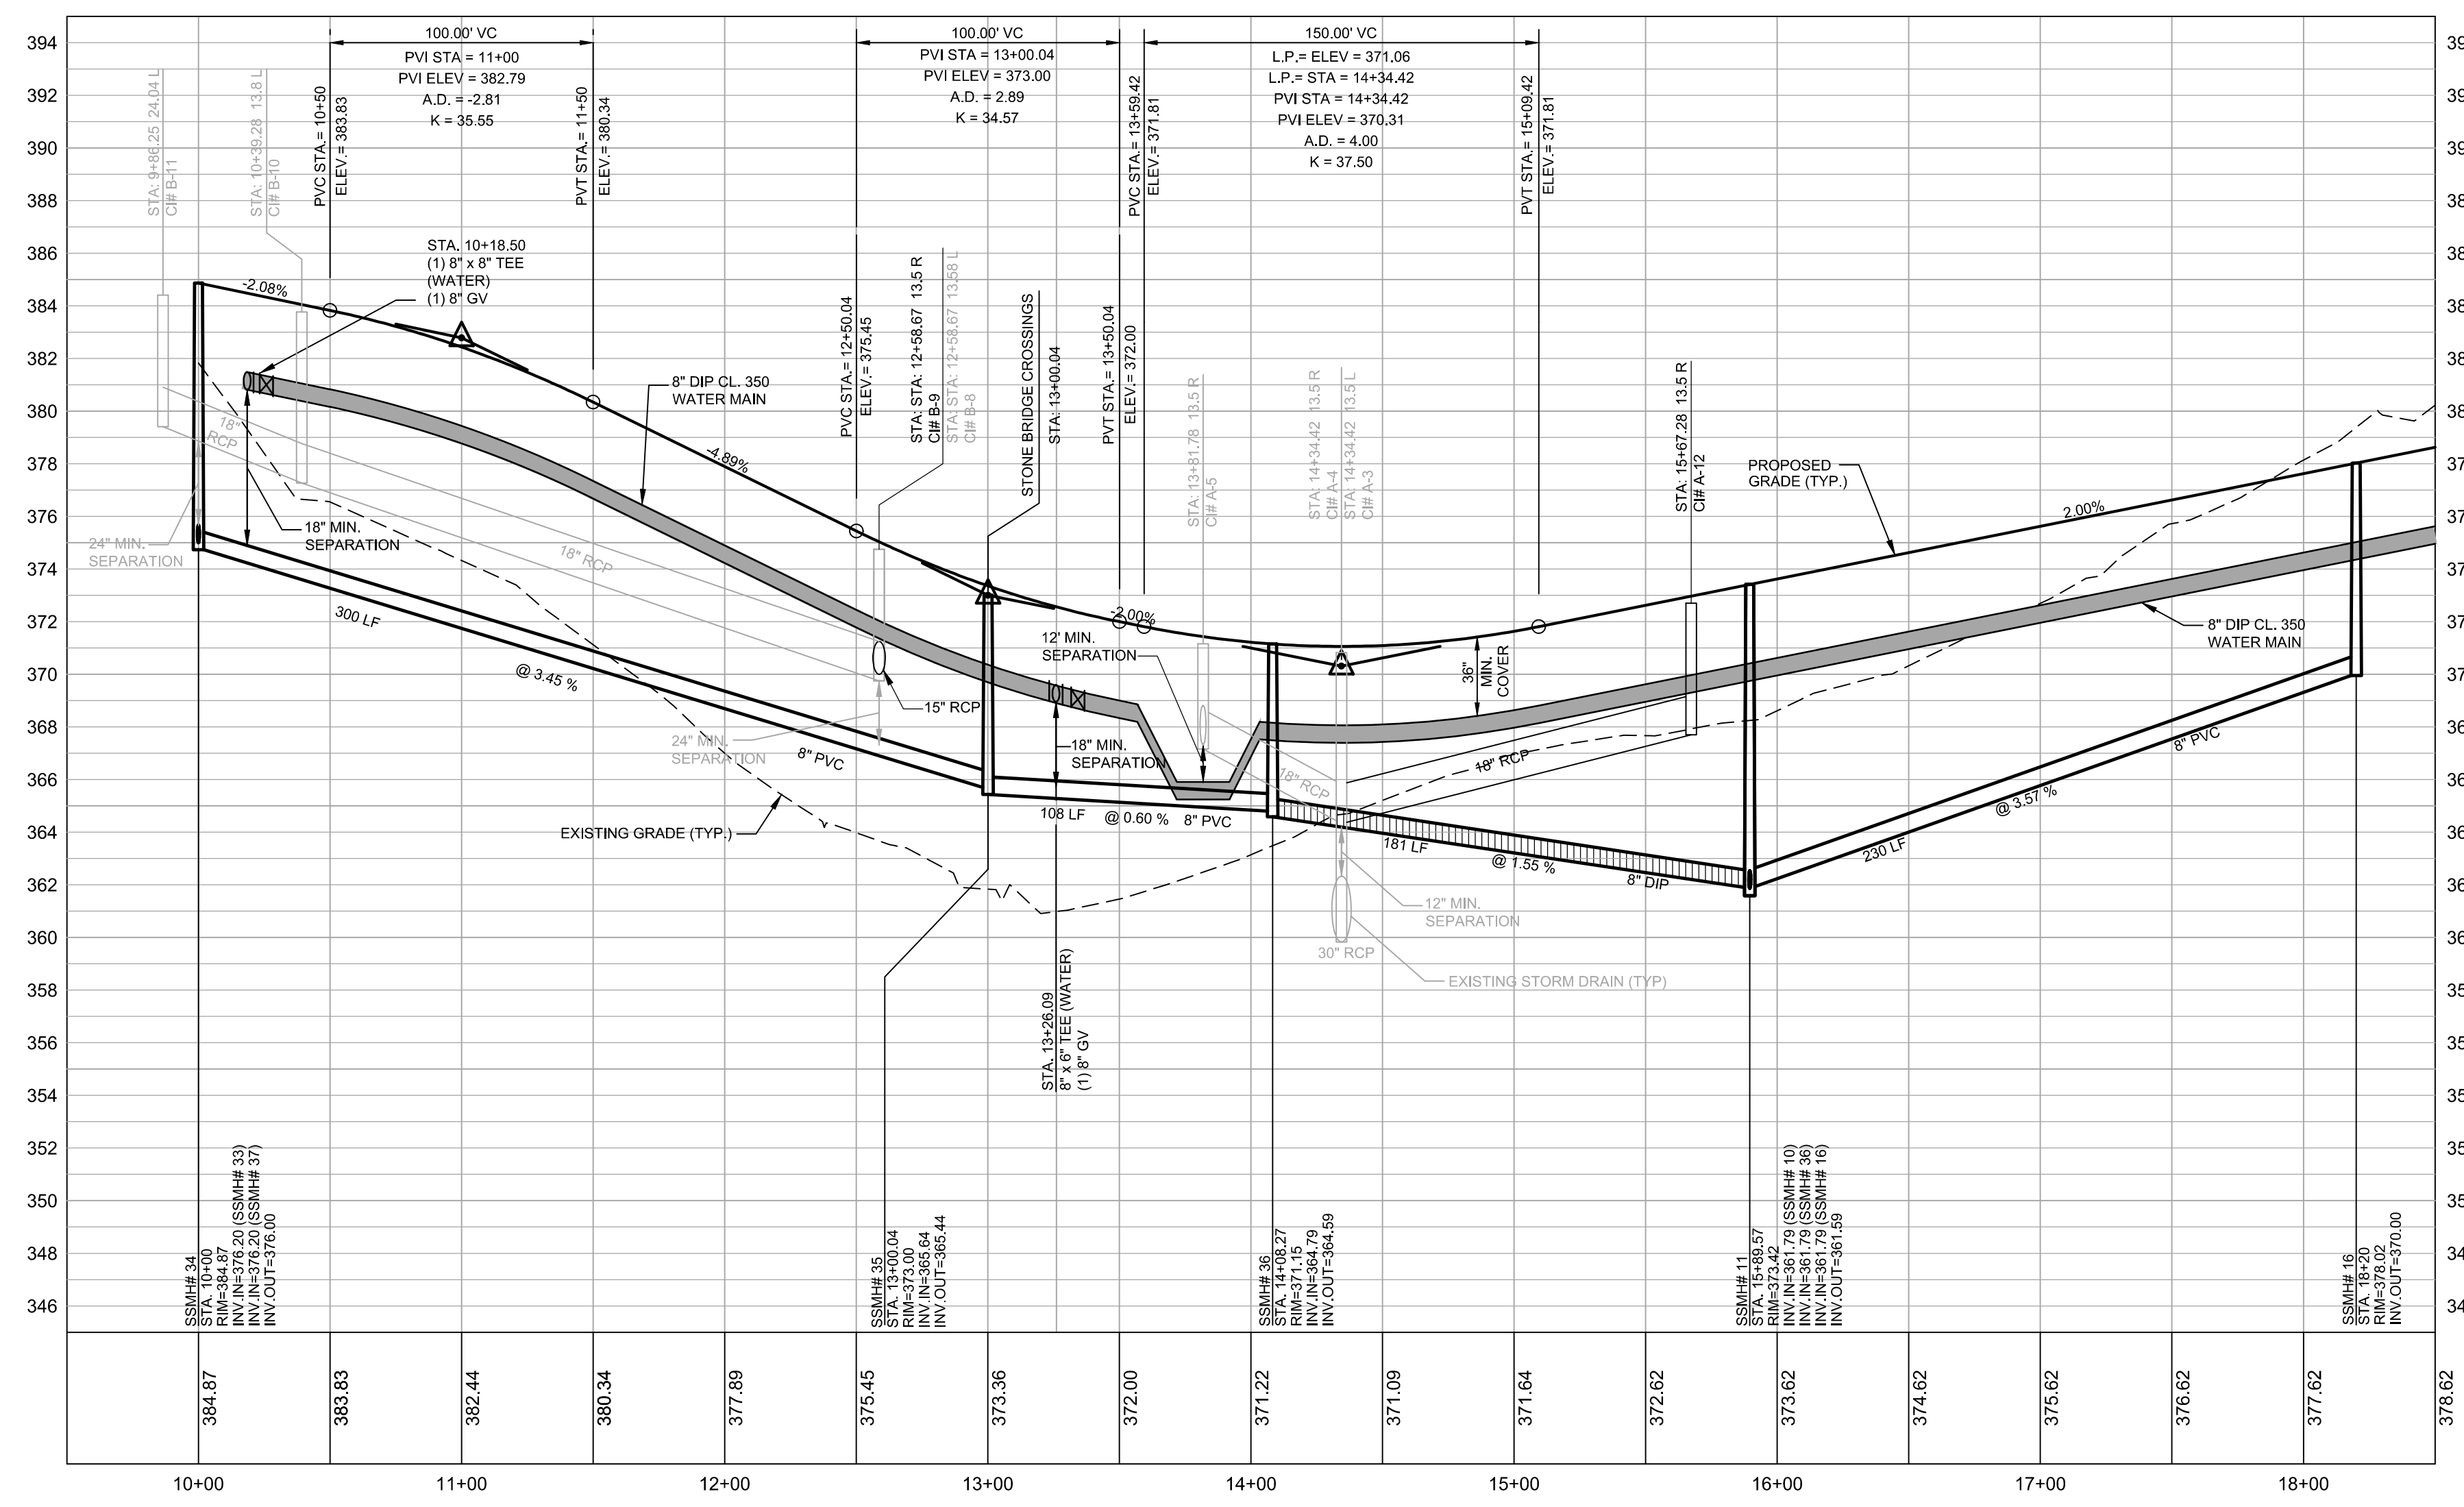 394
392
390
388
386
384
382
380
378
376
374
372
370
368
366
364
362
360
358
356
354
352
350
348
346
100.00' VC
PVI STA = 11+00
PVI ELEV = 382.79
A.D. = -2.81
K = 35.55
100.00' VC
PVI STA = 13+00.04
PVI ELEV = 373.00
A.D. = 2.89
K = 34.57
150.00' VC
L.P.= ELEV = 371.06
L.P.= STA = 14+34.42
PVI STA = 14+34.42
PVI ELEV = 370.31
A.D. = 4.00
K = 37.50
STA: 9+86.25 24.04 L
CI# B-11
STA: 10+39.28 13.8 L
CI# B-10
PVC STA. = 10+50
ELEV. = 383.83
PVT STA. = 11+50
ELEV. = 380.34
PVC STA.= 12+50.04
ELEV. = 375.45
STA: STA: 12+58.67 13.5 R
CI# B-9
STA: STA: 12+58.67 13.58 L
CI# B-8
STONE BRIDGE CROSSINGS
STA: 13+00.04
PVT STA.= 13+50.04
ELEV. = 372.00
PVC STA.= 13+59.42
ELEV.= 371.81
STA: 13+81.78 13.5 R
CI# A-5
STA: 14+34.42 13.5 R
CI# A-4
STA: 14+34.42 13.5 L
CI# A-3
PVT STA.= 15+09.42
ELEV.= 371.81
STA: 15+67.28 13.5 R
CI# A-12
STA. 10+18.50
(1) 8" x 8" TEE
(WATER)
(1) 8" GV
-2.08%
8" DIP CL. 350
WATER MAIN
-4.89%
18"
RCP
18" MIN.
SEPARATION
24" MIN.
SEPARATION
18" RCP
300 LF
@ 3.45 %
8" PVC
15" RCP
24" MIN.
SEPARATION
EXISTING GRADE (TYP.)
-2.00%
12' MIN.
SEPARATION
18" MIN.
SEPARATION
108 LF
@ 0.60 %
8" PVC
18" RCP
36"
MIN.
COVER
18" RCP
181 LF
@ 1.55 %
8" DIP
12" MIN.
SEPARATION
30" RCP
EXISTING STORM DRAIN (TYP)
PROPOSED
GRADE (TYP.)
2.00%
8" DIP CL. 350
WATER MAIN
230 LF
@ 3.57 %
8" PVC
STA. 13+26.09
8" x 6" TEE (WATER)
(1) 8" GV
SSMH# 34
STA. 10+00
RIM=384.87
INV.IN=376.20 (SSMH# 33)
INV.IN=376.20 (SSMH# 37)
INV.OUT=376.00
SSMH# 35
STA. 13+00.04
RIM=373.00
INV.IN=365.64
INV.OUT=365.44
SSMH# 36
STA. 14+08.27
RIM=371.15
INV.IN=364.79
INV.OUT=364.59
SSMH# 11
STA. 15+89.57
RIM=373.42
INV.IN=361.79 (SSMH# 10)
INV.IN=361.79 (SSMH# 36)
INV.IN=361.79 (SSMH# 16)
INV.OUT=361.59
SSMH# 16
STA. 18+20
RIM=378.02
INV.OUT=370.00
384.87
383.83
382.44
380.34
377.89
375.45
373.36
372.00
371.22
371.09
371.64
372.62
373.62
374.62
375.62
376.62
377.62
378.62
10+00
11+00
12+00
13+00
14+00
15+00
16+00
17+00
18+00